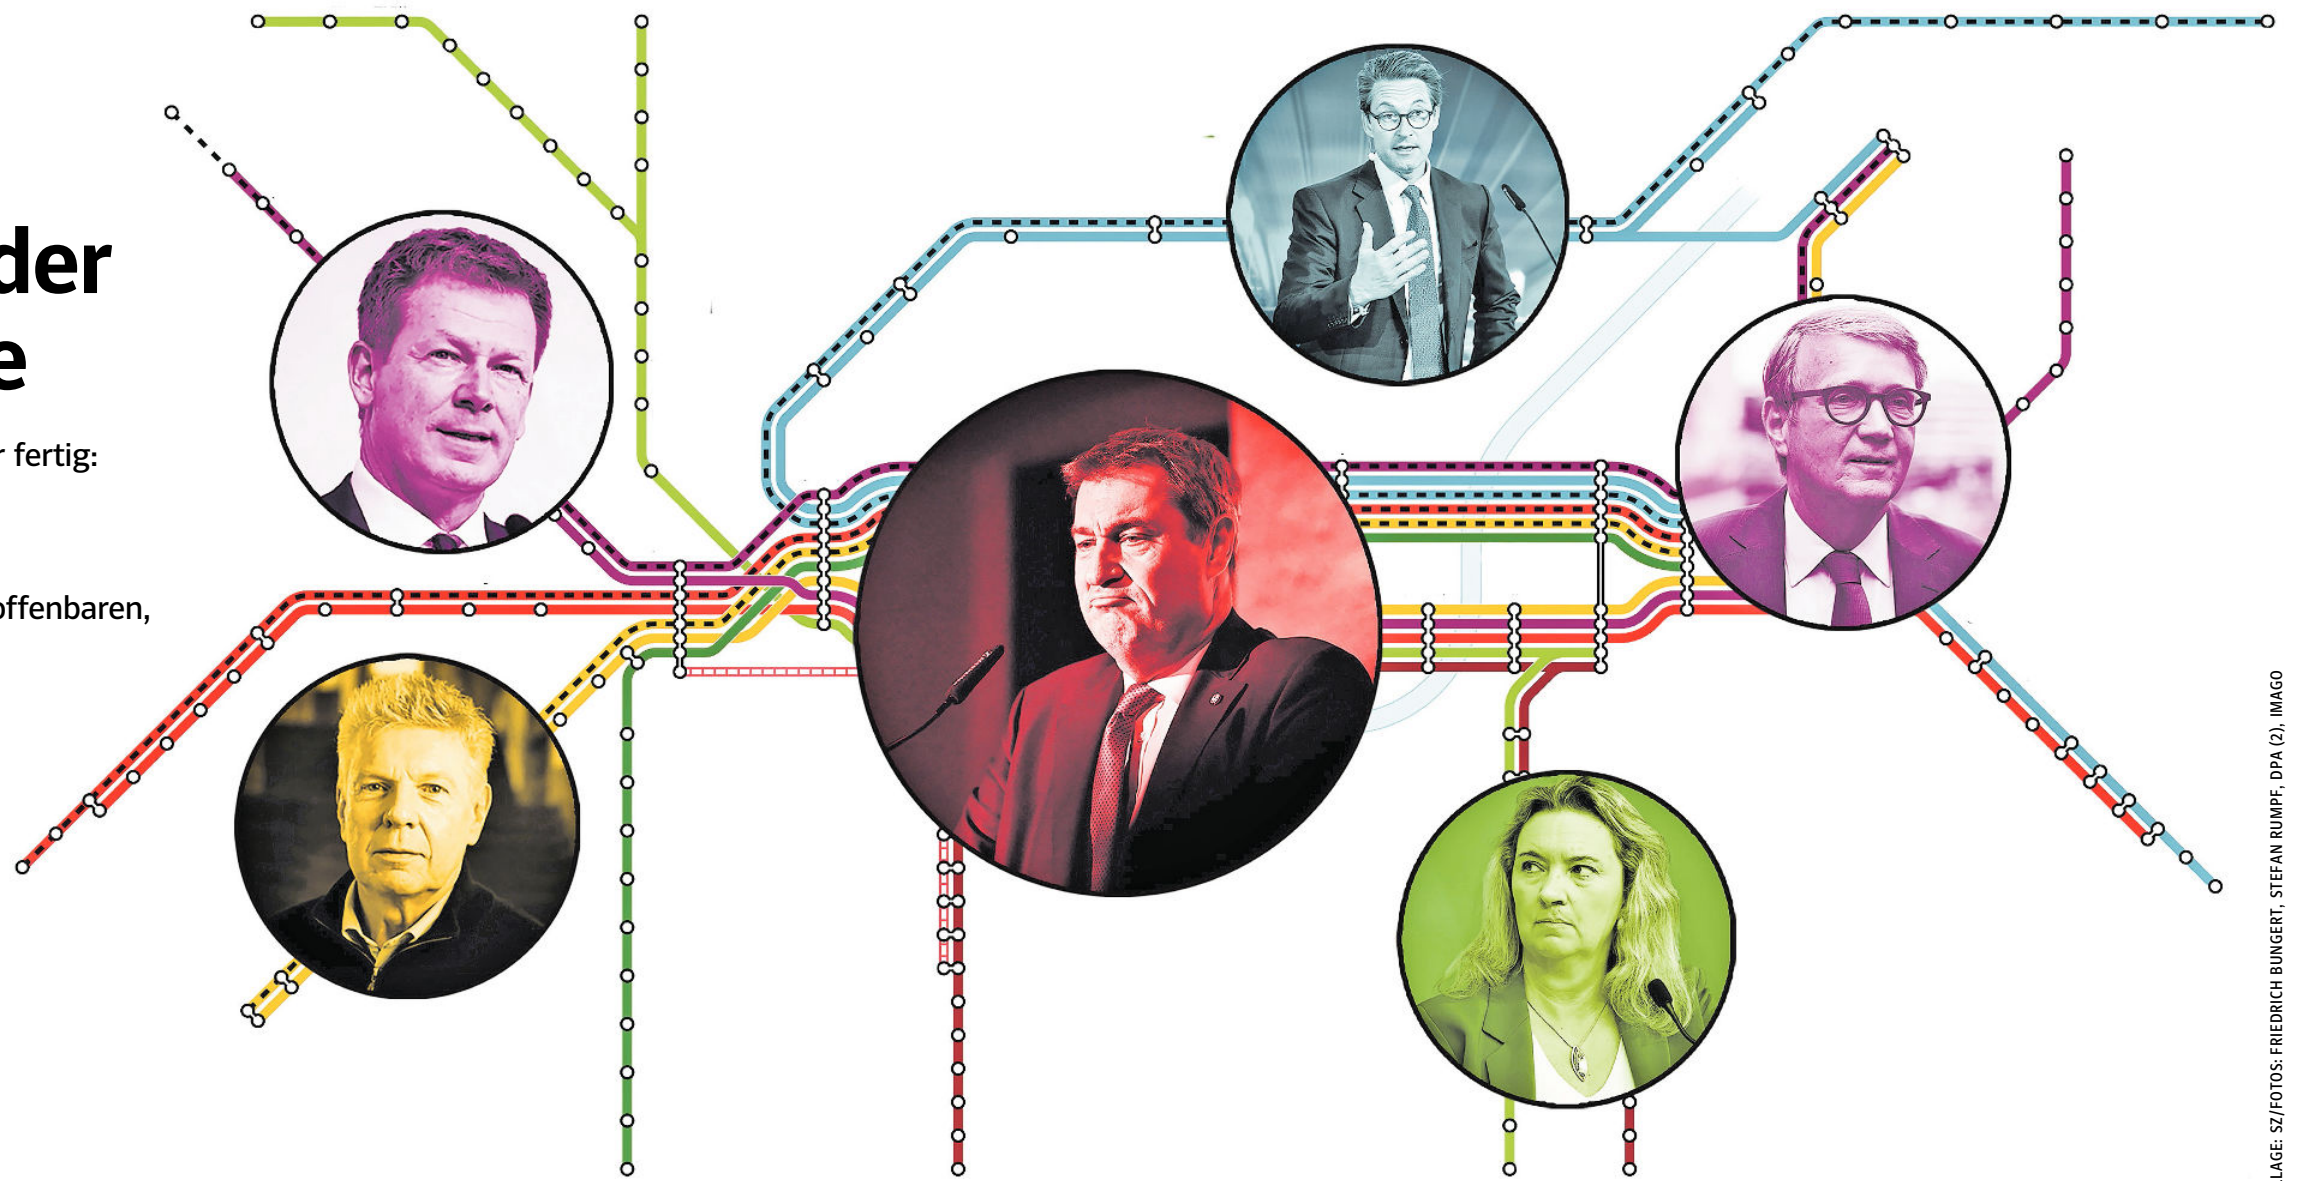 der
e
r fertig:
offenbaren,
LAGE: SZ/FOTOS: FRIEDRICH BUNGERT, STEFAN RUMPF, DPA (2), IMAGO